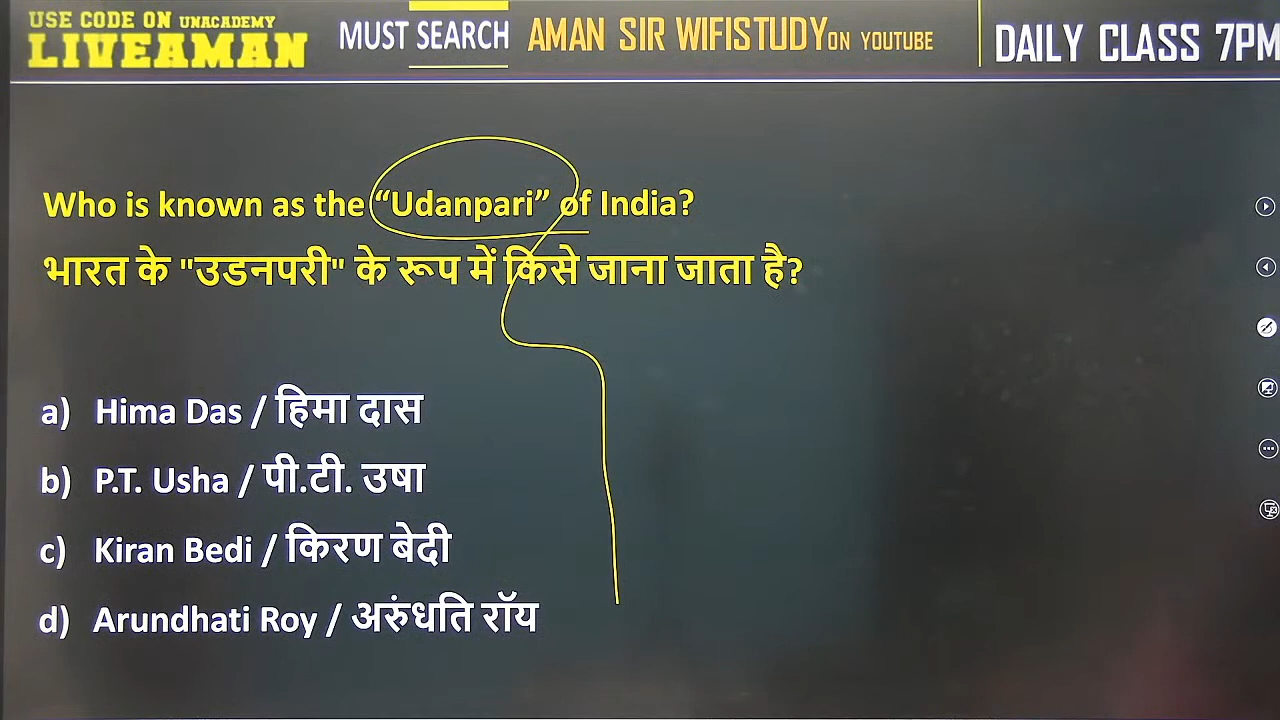 USE CODE ON UNACADEMY
LIVEAMAN
MUST SEARCH AMAN SIR WIFISTUDY ON YOUTUBE
DAILY CLASS 7PM
Who is known as the “Udanpari” of India?
भारत के "उडनपरी" के रूप में किसे जाना जाता है?
a) Hima Das / हिमा दास
b) P.T. Usha / पी.टी. उषा
c) Kiran Bedi / किरण बेदी
d) Arundhati Roy / अरुंधति रॉय